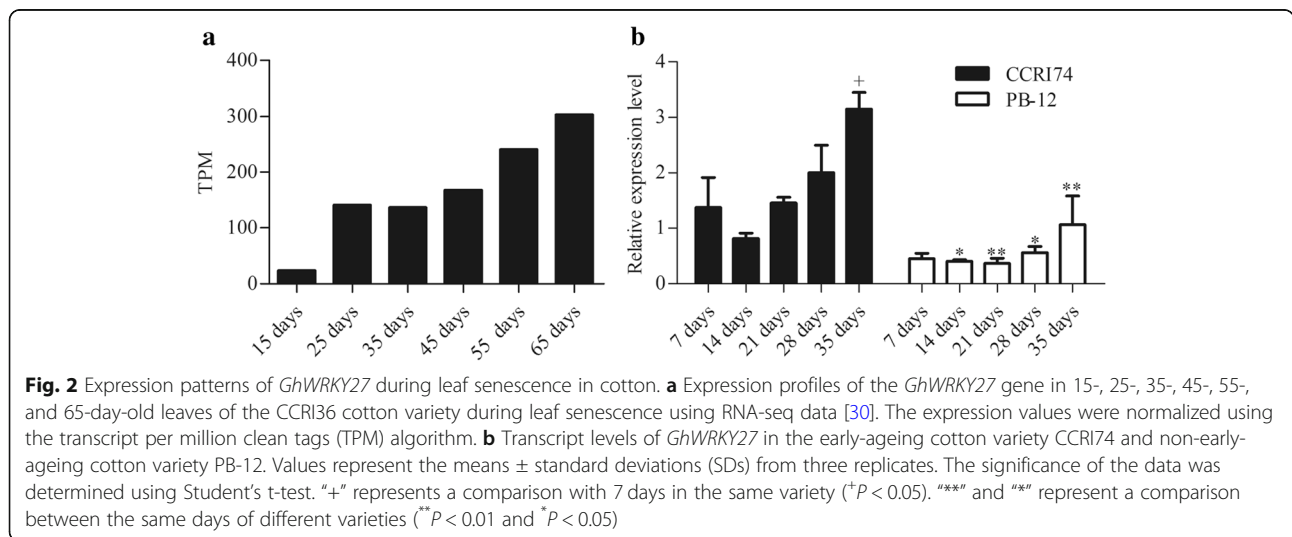 a
400
300
200
100
0
TPM
15 days
25 days
35 days
45 days
55 days
65 days
b
4
3
2
1
0
Relative expression level
CCRI74
PB-12
+
*
**
*
**
7 days
14 days
21 days
28 days
35 days
7 days
14 days
21 days
28 days
35 days
Fig. 2 Expression patterns of GhWRKY27 during leaf senescence in cotton. a Expression profiles of the GhWRKY27 gene in 15-, 25-, 35-, 45-, 55-,
and 65-day-old leaves of the CCRI36 cotton variety during leaf senescence using RNA-seq data [30]. The expression values were normalized using
the transcript per million clean tags (TPM) algorithm. b Transcript levels of GhWRKY27 in the early-ageing cotton variety CCRI74 and non-early-
ageing cotton variety PB-12. Values represent the means ± standard deviations (SDs) from three replicates. The significance of the data was
determined using Student's t-test. “+” represents a comparison with 7 days in the same variety (⁺P < 0.05). “**” and “*” represent a comparison
between the same days of different varieties (**P < 0.01 and *P < 0.05)